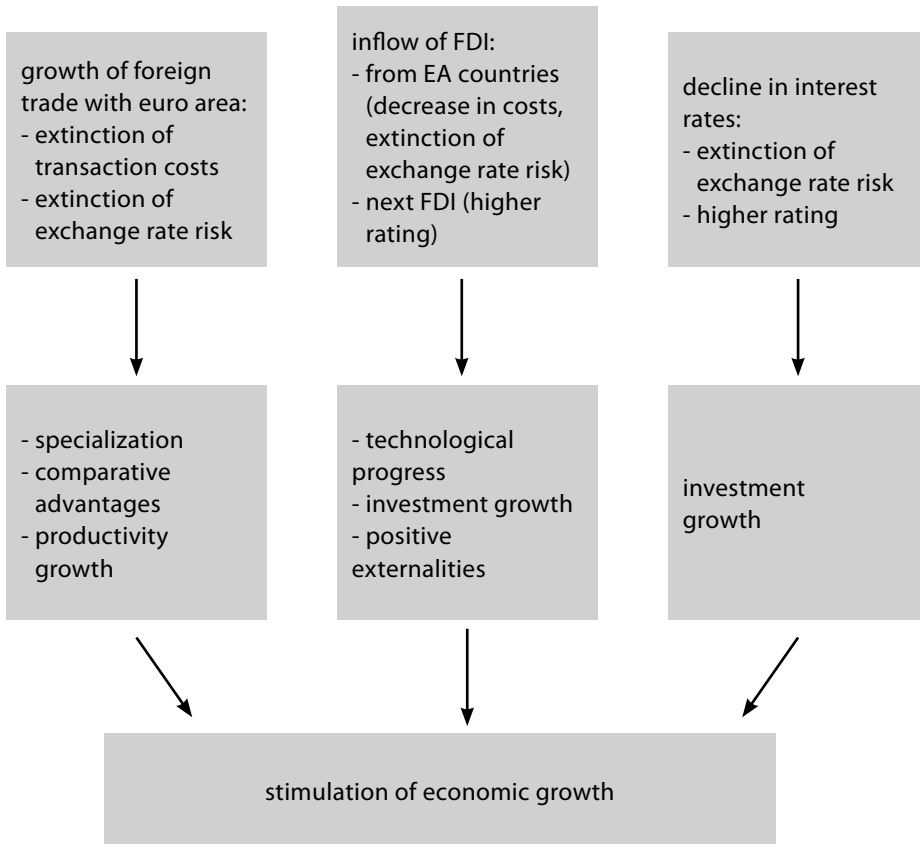 growth of foreign
trade with euro area:
- extinction of
transaction costs
- extinction of
exchange rate risk
inflow of FDI:
- from EA countries
(decrease in costs,
extinction of
exchange rate risk)
- next FDI (higher
rating)
decline in interest
rates:
- extinction of
exchange rate risk
- higher rating
- specialization
- comparative
advantages
- productivity
growth
- technological
progress
- investment growth
- positive
externalities
investment
growth
stimulation of economic growth